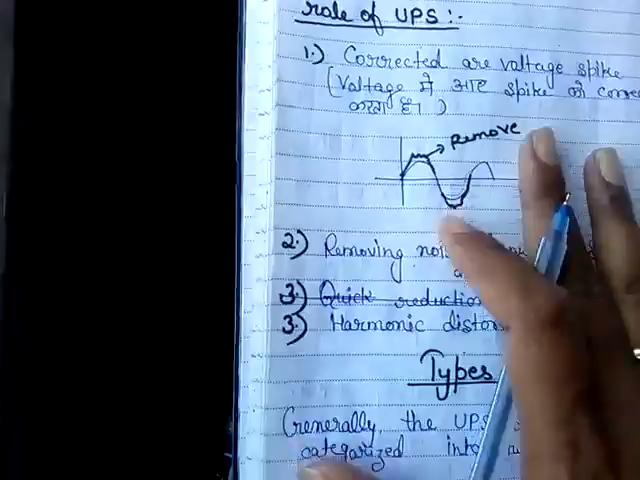 role of UPS :-
1.) Corrected are voltage spike
(Voltage में आए spike को
करता है। )
Remove
2.) Removing
3.) Quick reduction
3.) Harmonic
Types
Generally, the UPS
categorized into